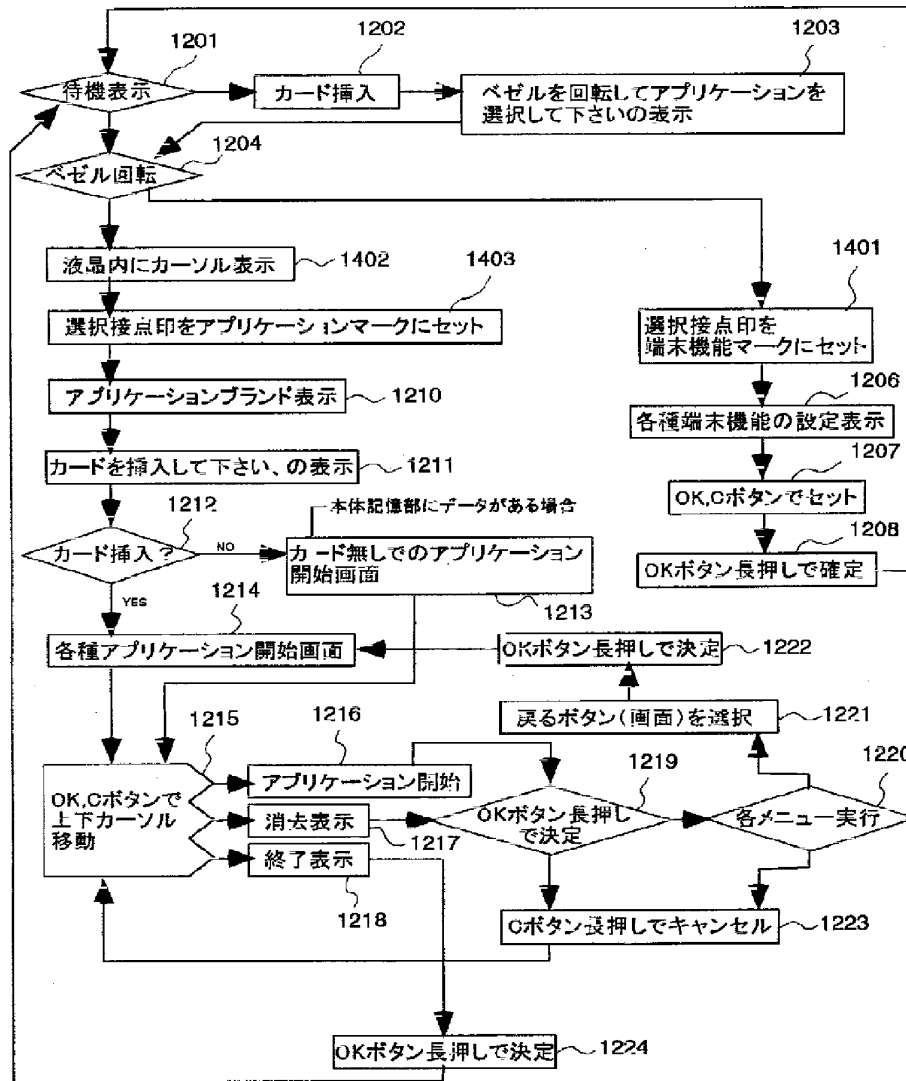 1201
1202
1203
待機表示
カード挿入
ベゼルを回転してアプリケーションを
選択して下さいの表示
1204
ベゼル回転
液晶内にカーソル表示
1402
1403
選択接点印をアプリケーションマークにセット
1401
選択接点印を
端末機能マークにセット
アプリケーションブランド表示
1210
1206
各種端末機能の設定表示
カードを挿入して下さい、の表示
1211
1207
OK,Cボタンでセット
1212
カード挿入?
NO
YES
本体記憶部にデータがある場合
カード無しでのアプリケーション
開始画面
1213
1208
OKボタン長押しで確定
1214
各種アプリケーション開始画面
OKボタン長押しで決定
1222
戻るボタン(画面)を選択
1221
1215
OK,Cボタンで
上下カーソル
移動
1216
アプリケーション開始
消去表示
1217
終了表示
1218
1219
OKボタン長押し
で決定
1220
各メニュー実行
Cボタン長押しでキャンセル
1223
OKボタン長押しで決定
1224